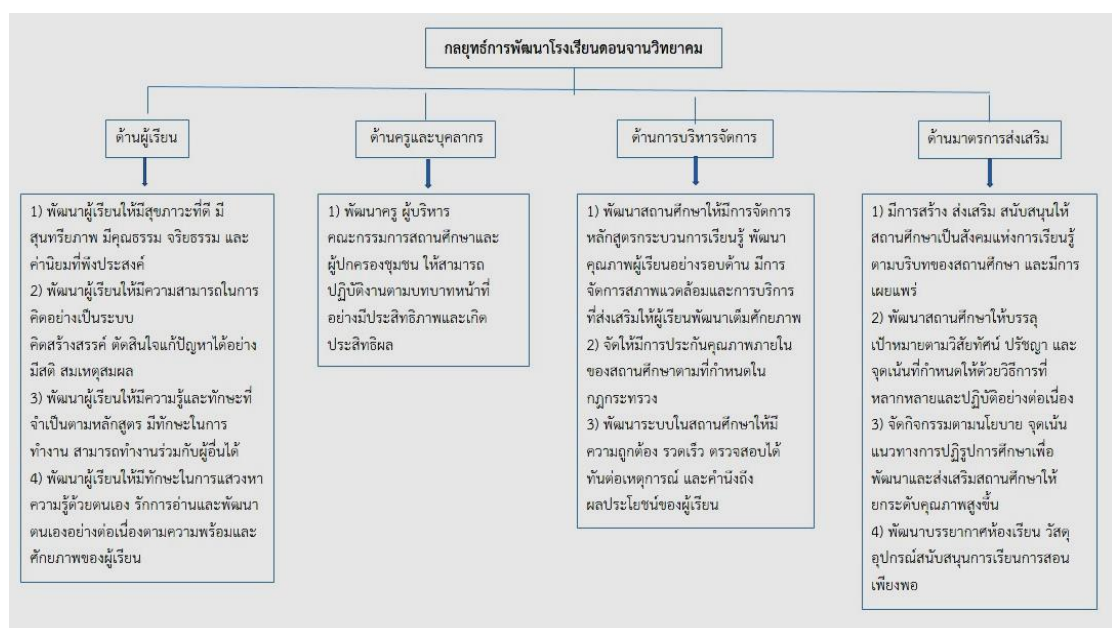 กลยุทธ์การพัฒนาโรงเรียนดอนจานวิทยาคม
ด้านผู้เรียน
1) พัฒนาผู้เรียนให้มีสุขภาวะที่ดี มี
สุนทรียภาพ มีคุณธรรม จริยธรรม และ
ค่านิยมที่พึงประสงค์
2) พัฒนาผู้เรียนให้มีความสามารถในการ
คิดอย่างเป็นระบบ
คิดสร้างสรรค์ ตัดสินใจแก้ปัญหาได้อย่าง
มีสติ สมเหตุสมผล
3) พัฒนาผู้เรียนให้มีความรู้และทักษะที่
จำเป็นตามหลักสูตร มีทักษะในการ
ทำงาน สามารถทำงานร่วมกับผู้อื่นได้
4) พัฒนาผู้เรียนให้มีทักษะในการแสวงหา
ความรู้ด้วยตนเอง รักการอ่านและพัฒนา
ตนเองอย่างต่อเนื่องตามความพร้อมและ
ศักยภาพของผู้เรียน
ด้านครูและบุคลากร
1) พัฒนาครู ผู้บริหาร
คณะกรรมการสถานศึกษาและ
ผู้ปกครองชุมชน ให้สามารถ
ปฏิบัติงานตามบทบาทหน้าที่
อย่างมีประสิทธิภาพและเกิด
ประสิทธิผล
ด้านการบริหารจัดการ
1) พัฒนาสถานศึกษาให้มีการจัดการ
หลักสูตรกระบวนการเรียนรู้ พัฒนา
คุณภาพผู้เรียนอย่างรอบด้าน มีการ
จัดการสภาพแวดล้อมและการบริการ
ที่ส่งเสริมให้ผู้เรียนพัฒนาเต็มศักยภาพ
2) จัดให้มีการประกันคุณภาพภายใน
ของสถานศึกษาตามที่กำหนดใน
กฎกระทรวง
3) พัฒนาระบบในสถานศึกษาให้มี
ความถูกต้อง รวดเร็ว ตรวจสอบได้
ทันต่อเหตุการณ์ และคำนึงถึง
ผลประโยชน์ของผู้เรียน
ด้านมาตรการส่งเสริม
1) มีการสร้าง ส่งเสริม สนับสนุนให้
สถานศึกษาเป็นสังคมแห่งการเรียนรู้
ตามบริบทของสถานศึกษา และมีการ
เผยแพร่
2) พัฒนาสถานศึกษาให้บรรลุ
เป้าหมายตามวิสัยทัศน์ ปรัชญา และ
จุดเน้นที่กำหนดให้ด้วยวิธีการที่
หลากหลายและปฏิบัติอย่างต่อเนื่อง
3) จัดกิจกรรมตามนโยบาย จุดเน้น
แนวทางการปฏิรูปการศึกษาเพื่อ
พัฒนาและส่งเสริมสถานศึกษาให้
ยกระดับคุณภาพสูงขึ้น
4) พัฒนาบรรยากาศห้องเรียน วัสดุ
อุปกรณ์สนับสนุนการเรียนการสอน
เพียงพอ